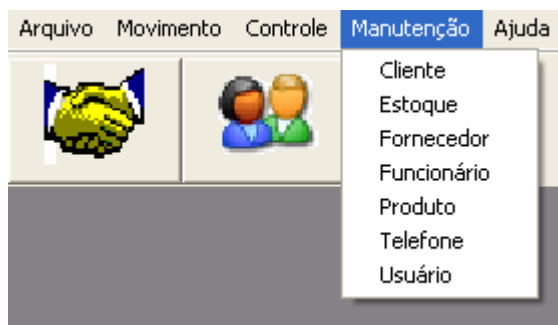 Arquivo Movimento Controle Manutenção Ajuda
Cliente
Estoque
Fornecedor
Funcionário
Produto
Telefone
Usuário